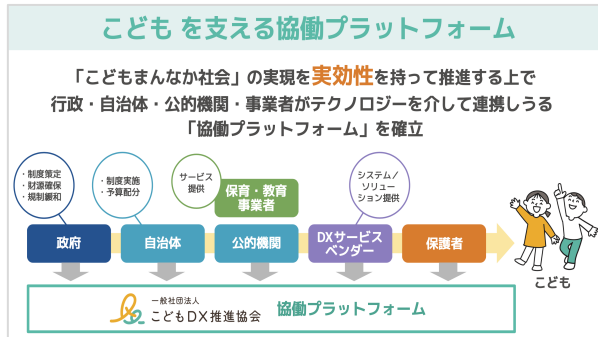 こども を支える協働プラットフォーム
「こどもまんなか社会」の実現を実効性を持って推進する上で
行政・自治体・公的機関・事業者がテクノロジーを介して連携しうる
「協働プラットフォーム」を確立
・制度策定
・財源確保
・規制緩和
・制度実施
・予算配分
サービス
提供
保育・教育
事業者
システム／
ソリュー
ション提供
政府
自治体
公的機関
DXサービス
ベンダー
保護者
こども
一般社団法人
こどもDX推進協会
協働プラットフォーム